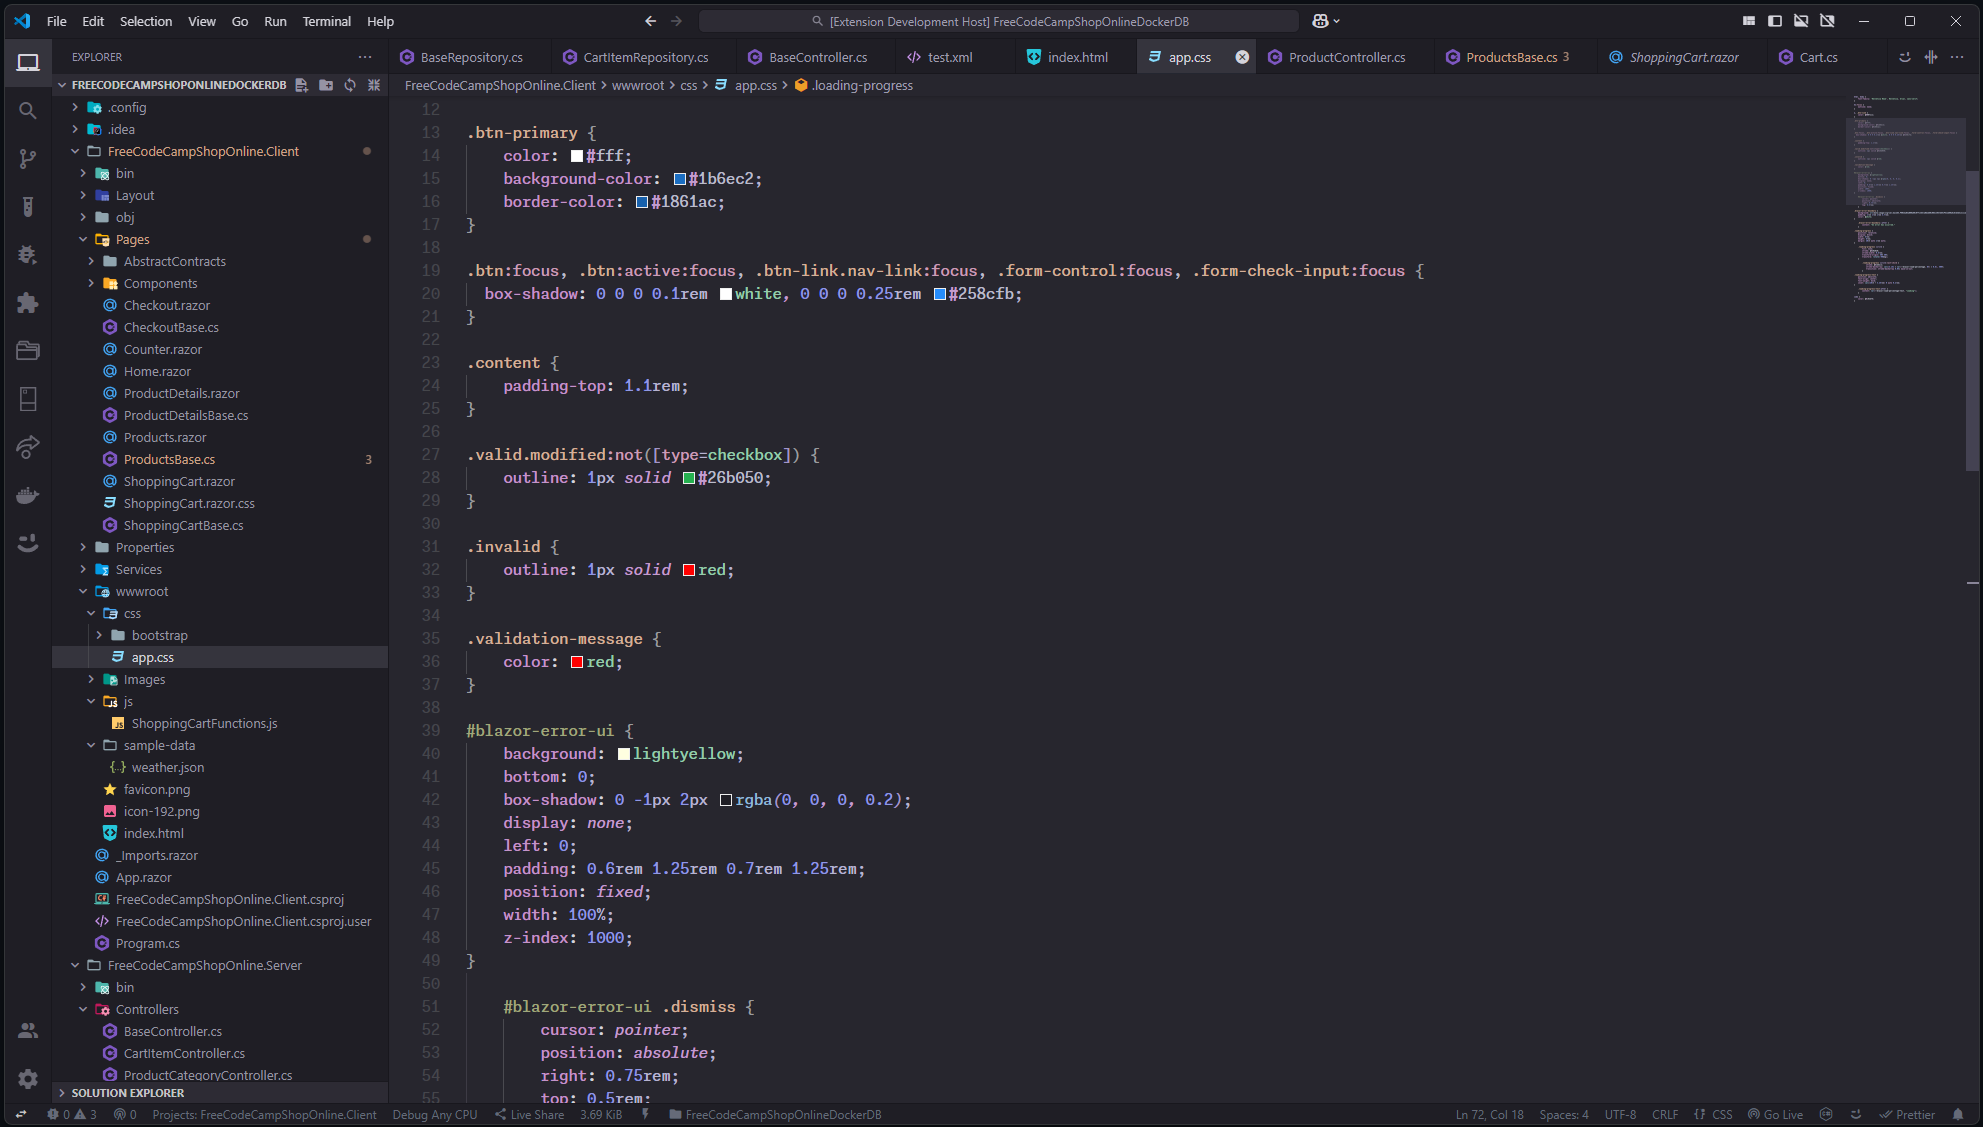 File Edit Selection View Go Run Terminal Help
[Extension Development Host] FreeCodeCampShopOnlineDockerDB
EXPLORER
BaseRepository.cs
CartItemRepository.cs
BaseController.cs
test.xml
index.html
app.css
ProductController.cs
ProductsBase.cs 3
ShoppingCart.razor
Cart.cs
FREECODECAMPSHOPONLINEDOCKERDB
FreeCodeCampShopOnline.Client > wwwroot > css > app.css > .loading-progress
.config
.idea
FreeCodeCampShopOnline.Client
bin
Layout
obj
Pages
AbstractContracts
Components
Checkout.razor
CheckoutBase.cs
Counter.razor
Home.razor
ProductDetails.razor
ProductDetailsBase.cs
Products.razor
ProductsBase.cs 3
ShoppingCart.razor
ShoppingCart.razor.css
ShoppingCartBase.cs
Properties
Services
wwwroot
css
bootstrap
app.css
Images
js
ShoppingCartFunctions.js
sample-data
weather.json
favicon.png
icon-192.png
index.html
_Imports.razor
App.razor
FreeCodeCampShopOnline.Client.csproj
FreeCodeCampShopOnline.Client.csproj.user
Program.cs
FreeCodeCampShopOnline.Server
bin
Controllers
BaseController.cs
CartItemController.cs
ProductCategoryController.cs
SOLUTION EXPLORER
12
13 .btn-primary {
14 color: #fff;
15 background-color: #1b6ec2;
16 border-color: #1861ac;
17 }
18
19 .btn:focus, .btn:active:focus, .btn-link.nav-link:focus, .form-control:focus, .form-check-input:focus {
20 box-shadow: 0 0 0 0.1rem white, 0 0 0 0.25rem #258cfb;
21 }
22
23 .content {
24 padding-top: 1.1rem;
25 }
26
27 .valid.modified:not([type=checkbox]) {
28 outline: 1px solid #26b050;
29 }
30
31 .invalid {
32 outline: 1px solid red;
33 }
34
35 .validation-message {
36 color: red;
37 }
38
39 #blazor-error-ui {
40 background: lightyellow;
41 bottom: 0;
42 box-shadow: 0 -1px 2px rgba(0, 0, 0, 0.2);
43 display: none;
44 left: 0;
45 padding: 0.6rem 1.25rem 0.7rem 1.25rem;
46 position: fixed;
47 width: 100%;
48 z-index: 1000;
49 }
50
51 #blazor-error-ui .dismiss {
52 cursor: pointer;
53 position: absolute;
54 right: 0.75rem;
55 top: 0.5rem;
0 3 0 Projects: FreeCodeCampShopOnline.Client Debug Any CPU Live Share 3.69 KiB FreeCodeCampShopOnlineDockerDB Ln 72, Col 18 Spaces: 4 UTF-8 CRLF CSS Go Live Prettier